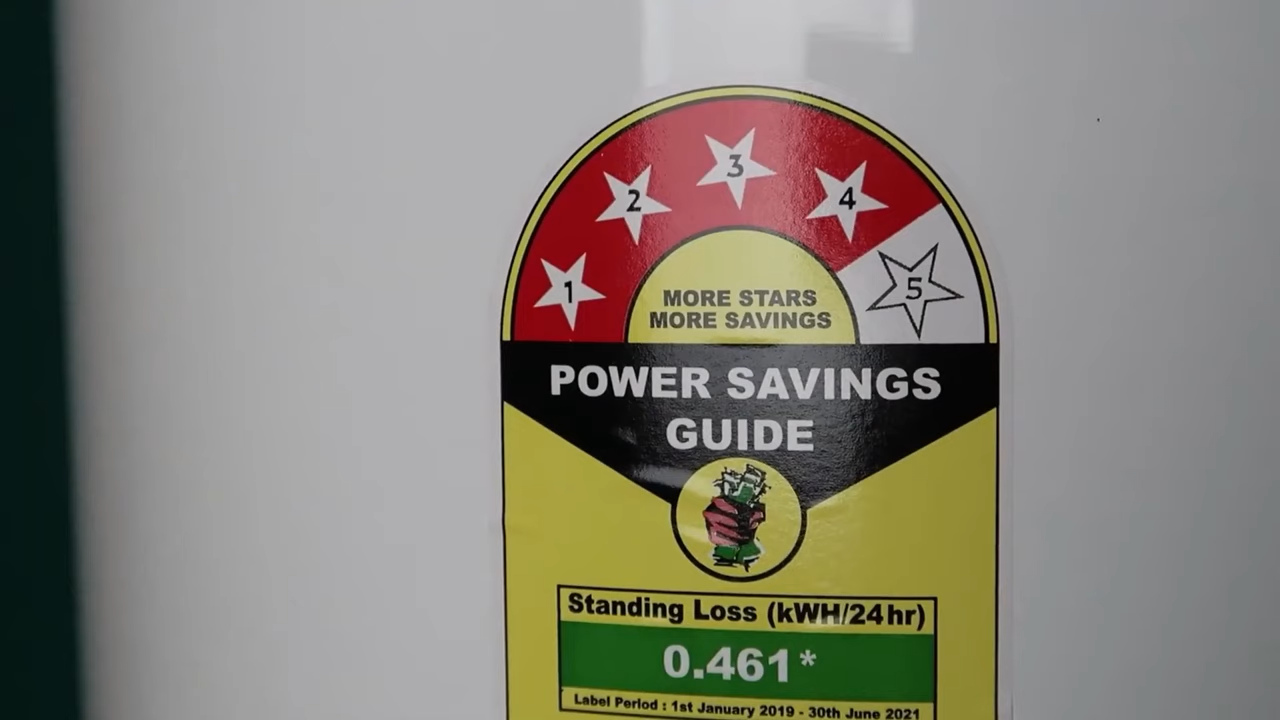 1
2
3
4
5
MORE STARS
MORE SAVINGS
POWER SAVINGS
GUIDE
Standing Loss (kWH/24hr)
0.461*
Label Period : 1st January 2019 - 30th June 2021